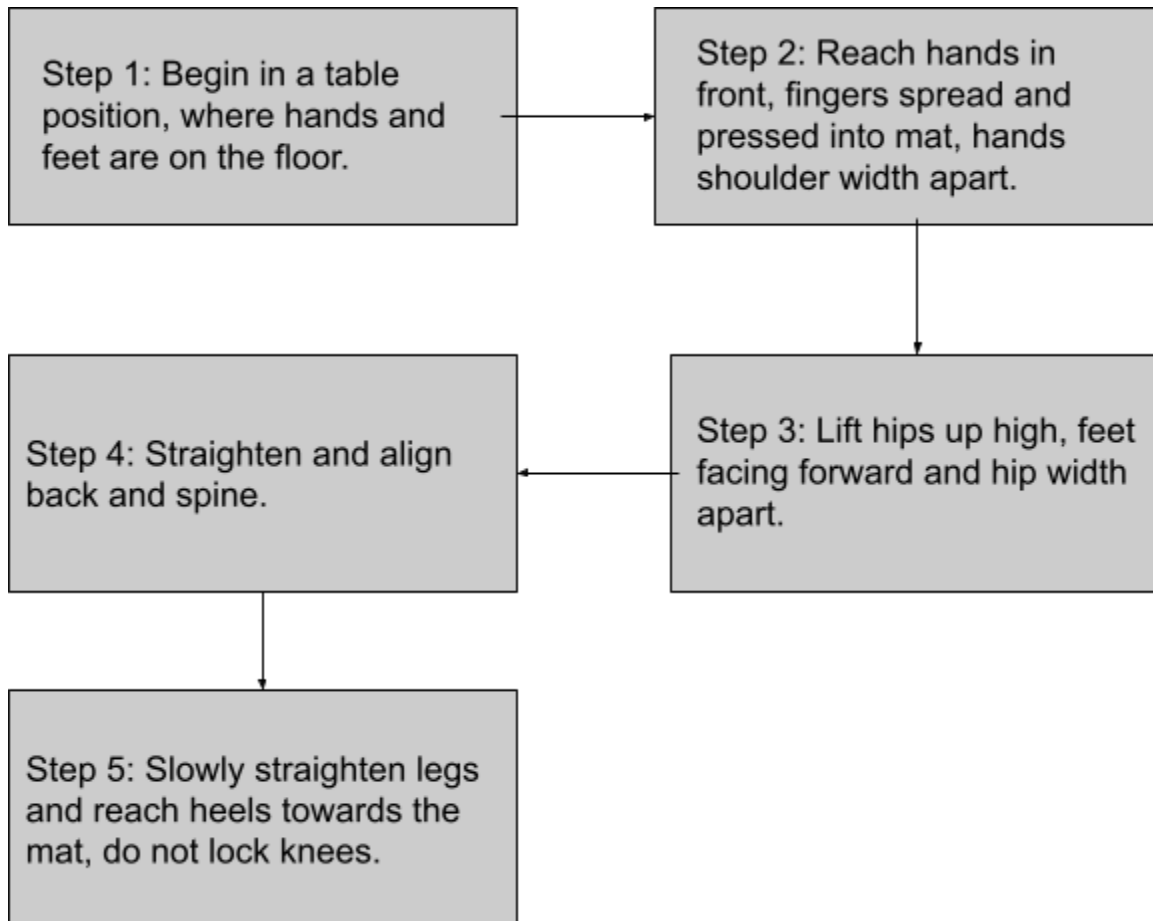 Step 1: Begin in a table
position, where hands and
feet are on the floor.
Step 2: Reach hands in
front, fingers spread and
pressed into mat, hands
shoulder width apart.
Step 3: Lift hips up high, feet
facing forward and hip width
apart.
Step 4: Straighten and align
back and spine.
Step 5: Slowly straighten legs
and reach heels towards the
mat, do not lock knees.